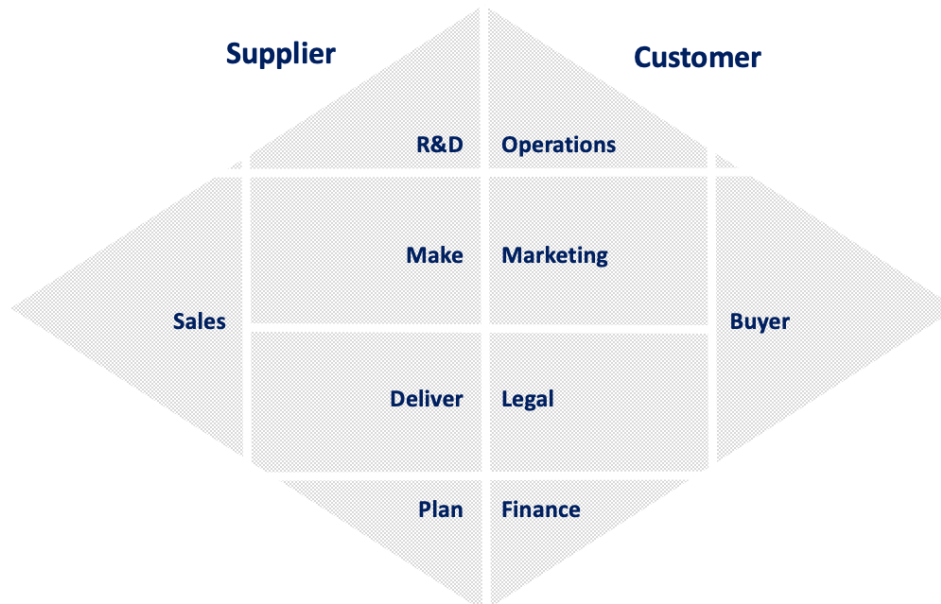 Supplier
Customer
R&D
Operations
Make
Marketing
Sales
Buyer
Deliver
Legal
Plan
Finance